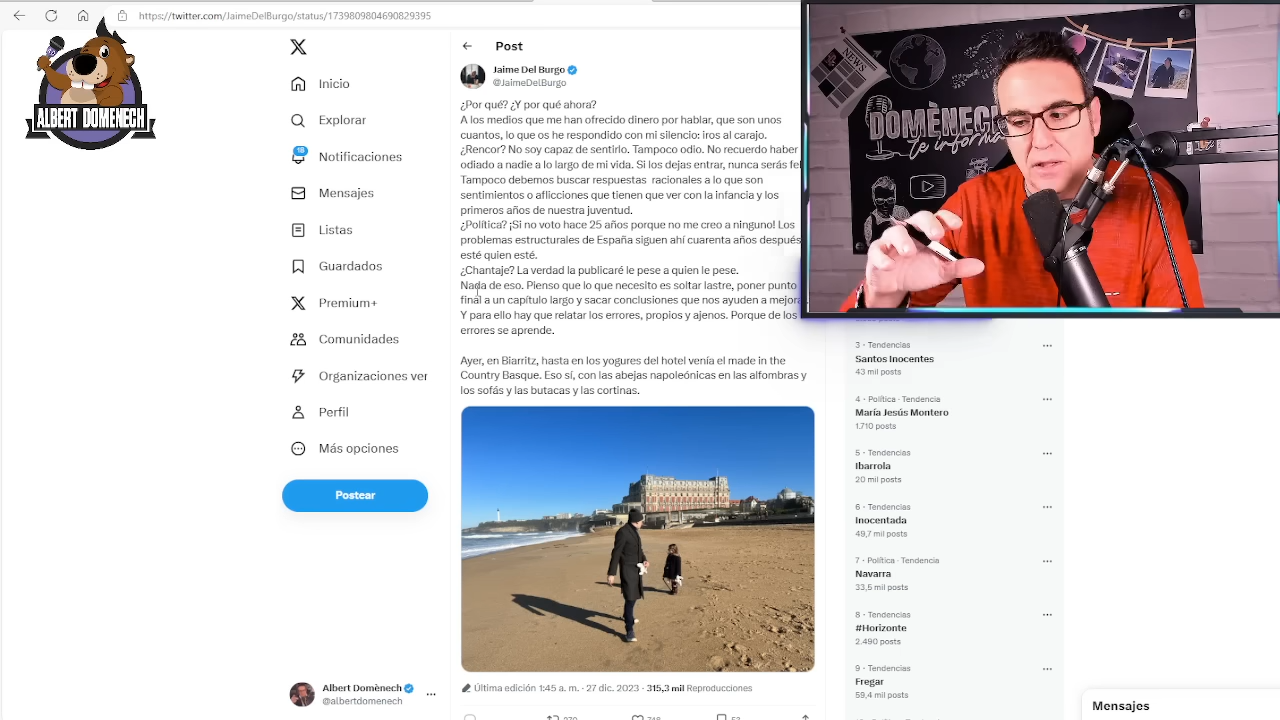 https://twitter.com/JaimeDelBurgo/status/1739809804690829395
ALBERT DOMÈNECH
Inicio
Explorar
18
Notificaciones
Mensajes
Listas
Guardados
Premium+
Comunidades
Organizaciones ver
Perfil
Más opciones
Postear
Albert Domènech
@albertdomenech
Post
Jaime Del Burgo
@JaimeDelBurgo
¿Por qué? ¿Y por qué ahora?
A los medios que me han ofrecido dinero por hablar, que son unos
cuantos, lo que os he respondido con mi silencio: iros al carajo.
¿Rencor? No soy capaz de sentirlo. Tampoco odio. No recuerdo haber
odiado a nadie a lo largo de mi vida. Si los dejas entrar, nunca serás fel
Tampoco debemos buscar respuestas racionales a lo que son
sentimientos o aflicciones que tienen que ver con la infancia y los
primeros años de nuestra juventud.
¿Política? ¡Si no voto hace 25 años porque no me creo a ninguno! Los
problemas estructurales de España siguen ahí cuarenta años después
esté quien esté.
¿Chantaje? La verdad la publicaré le pese a quien le pese.
Nada de eso. Pienso que lo que necesito es soltar lastre, poner punto
final a un capítulo largo y sacar conclusiones que nos ayuden a mejora
Y para ello hay que relatar los errores, propios y ajenos. Porque de los
errores se aprende.
Ayer, en Biarritz, hasta en los yogures del hotel venía el made in the
Country Basque. Eso sí, con las abejas napoleónicas en las alfombras y
los sofás y las butacas y las cortinas.
Última edición 1:45 a. m. · 27 dic. 2023 · 315,3 mil Reproducciones
270
748
53
NEWS
DOMÈNECH
te informa
3 · Tendencias
Santos Inocentes
43 mil posts
4 · Política · Tendencia
María Jesús Montero
1.710 posts
5 · Tendencias
Ibarrola
20 mil posts
6 · Tendencias
Inocentada
49,7 mil posts
7 · Política · Tendencia
Navarra
33,5 mil posts
8 · Tendencias
#Horizonte
2.490 posts
9 · Tendencias
Fregar
59,4 mil posts
Mensajes